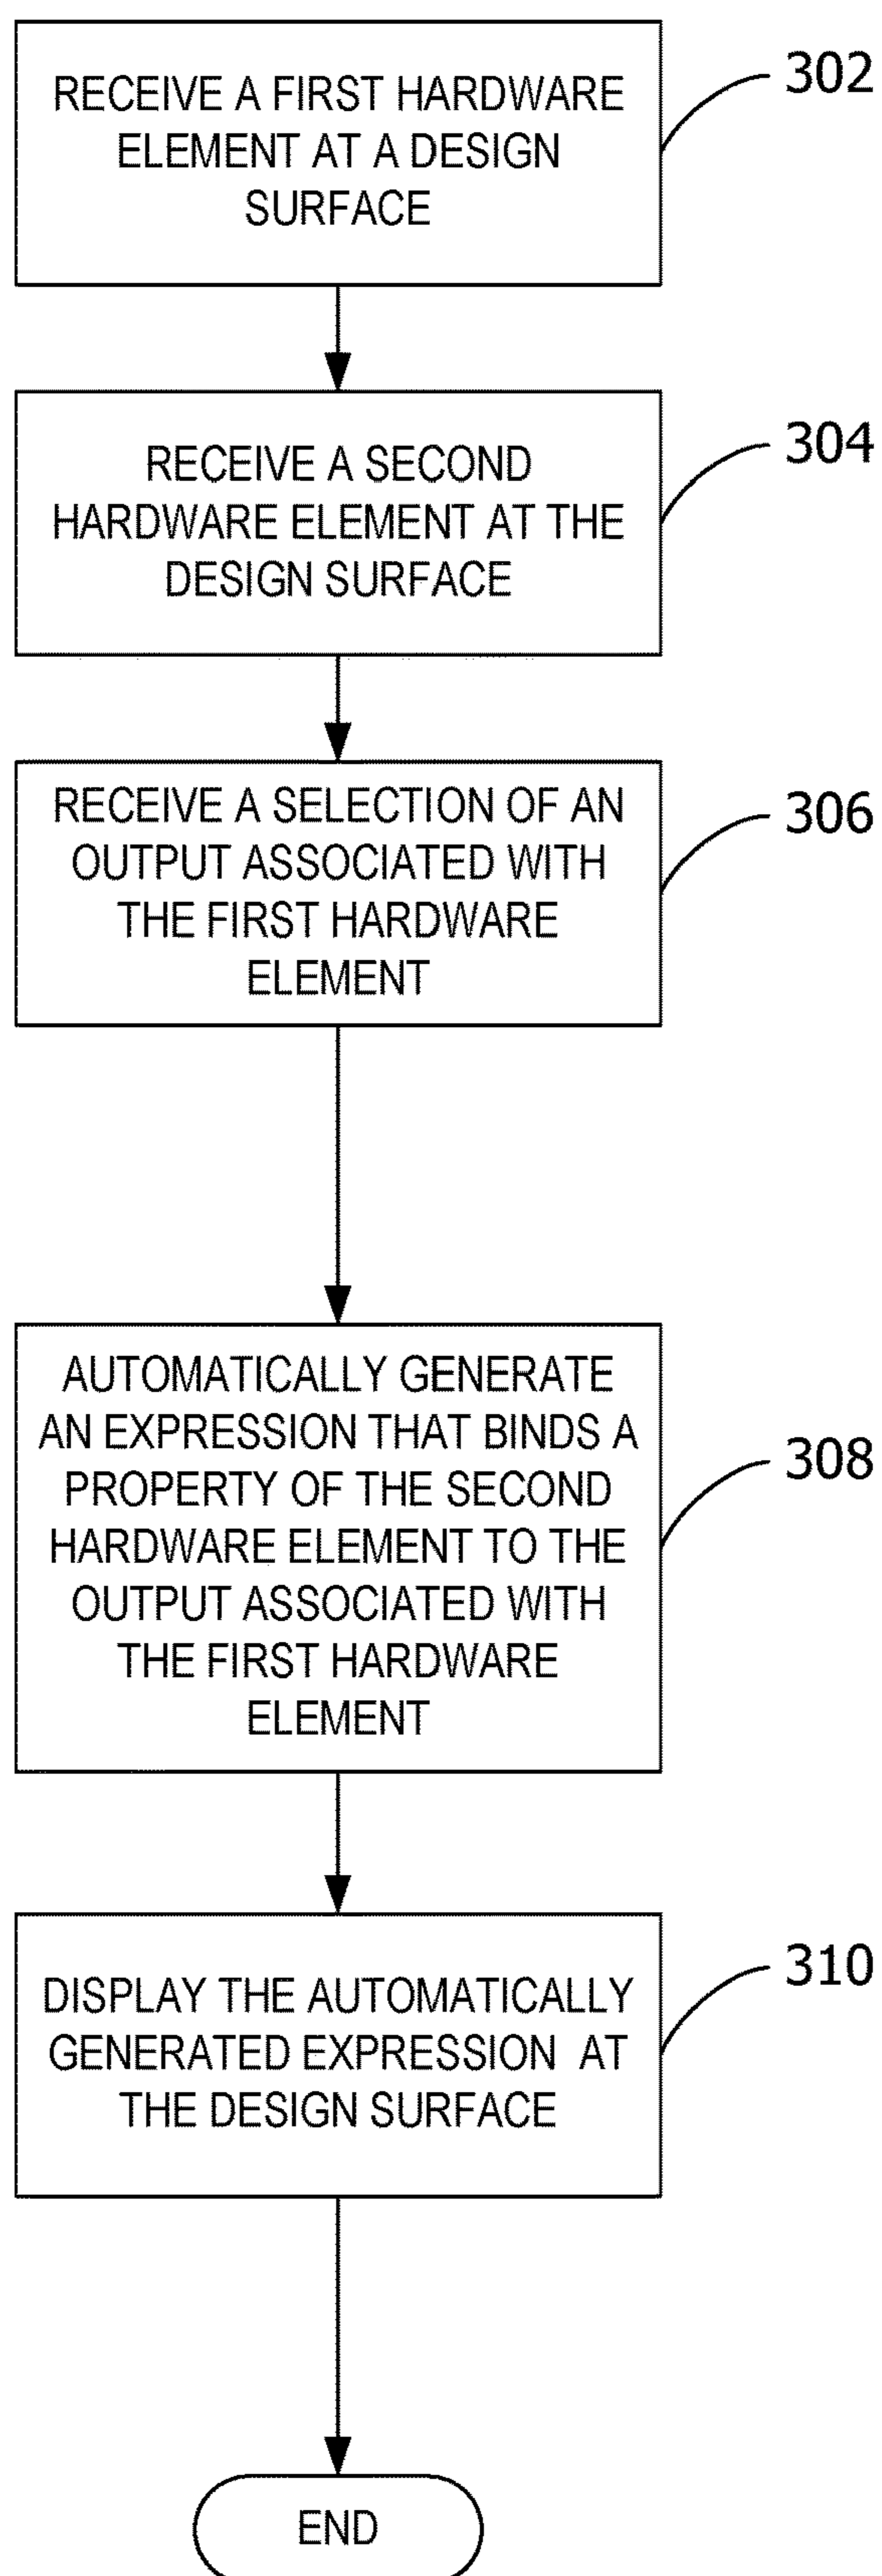 RECEIVE A FIRST HARDWARE
ELEMENT AT A DESIGN
SURFACE
302
RECEIVE A SECOND
HARDWARE ELEMENT AT THE
DESIGN SURFACE
304
RECEIVE A SELECTION OF AN
OUTPUT ASSOCIATED WITH
THE FIRST HARDWARE
ELEMENT
306
AUTOMATICALLY GENERATE
AN EXPRESSION THAT BINDS A
PROPERTY OF THE SECOND
HARDWARE ELEMENT TO THE
OUTPUT ASSOCIATED WITH
THE FIRST HARDWARE
ELEMENT
308
DISPLAY THE AUTOMATICALLY
GENERATED EXPRESSION AT
THE DESIGN SURFACE
310
END